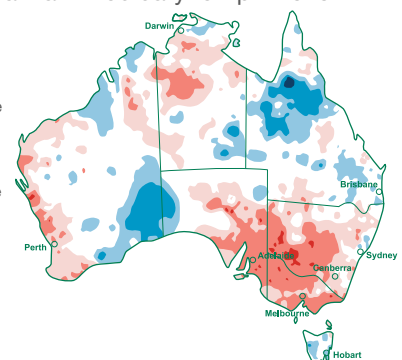 Darwin
Brisbane
Perth
Adelaide
Sydney
Canberra
Melbourne
Hobart